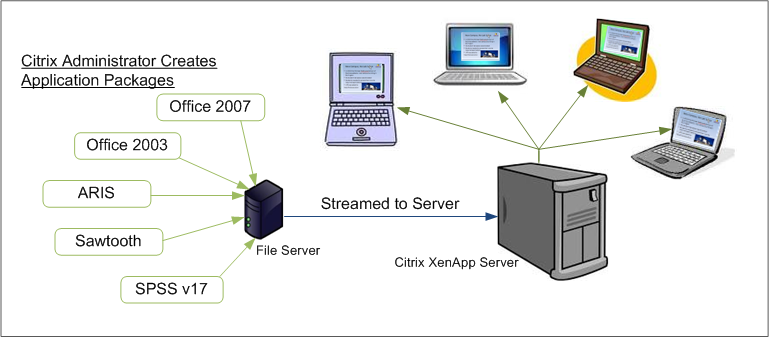 Citrix Administrator Creates
Application Packages
Office 2007
Office 2003
ARIS
Sawtooth
SPSS v17
File Server
Streamed to Server
Citrix XenApp Server